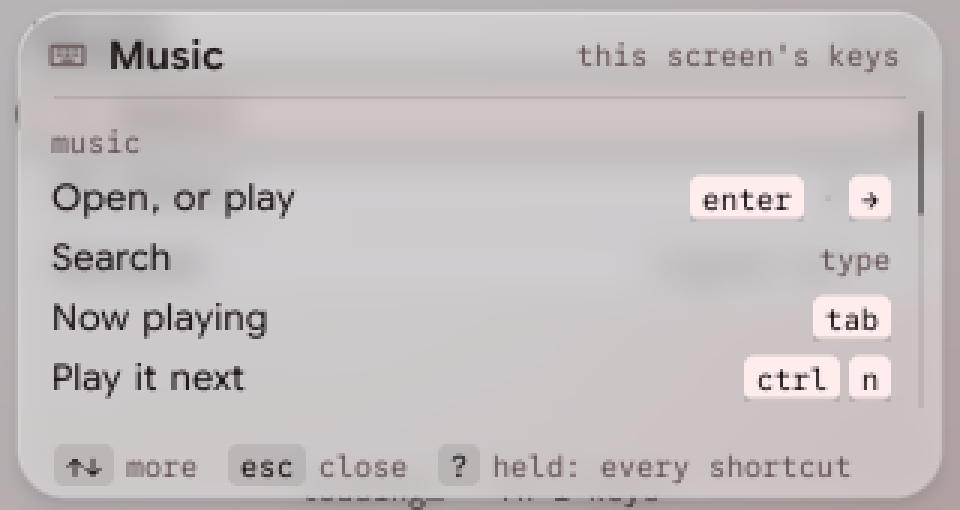 Music this screen's keys
music
Open, or play enter · →
Search type
Now playing tab
Play it next ctrl n
↑↓ more esc close ? held: every shortcut